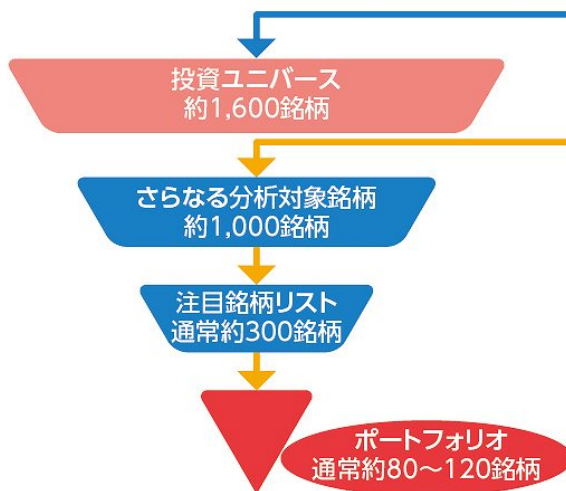 投資ユニバース
約1,600銘柄
さらなる分析対象銘柄
約1,000銘柄
注目銘柄リスト
通常約300銘柄
ポートフォリオ
通常約80～120銘柄